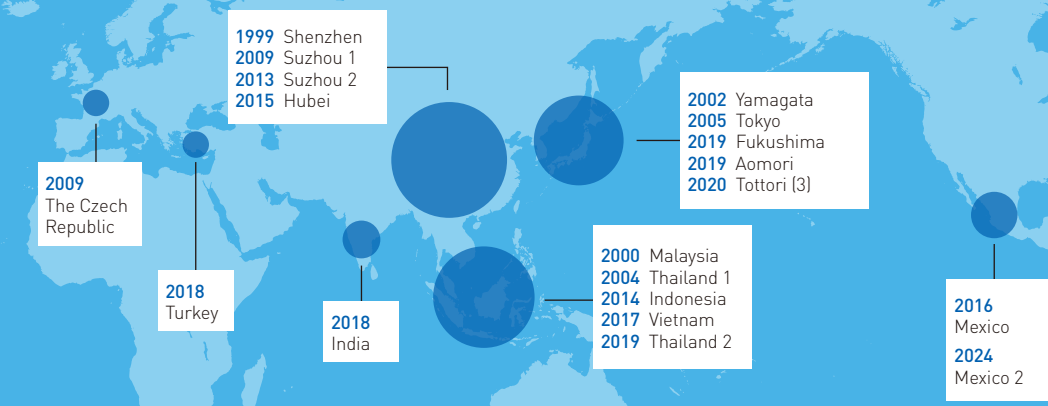 1999 Shenzhen
2009 Suzhou 1
2013 Suzhou 2
2015 Hubei
2002 Yamagata
2005 Tokyo
2019 Fukushima
2019 Aomori
2020 Tottori (3)
2009
The Czech
Republic
2018
Turkey
2018
India
2000 Malaysia
2004 Thailand 1
2014 Indonesia
2017 Vietnam
2019 Thailand 2
2016
Mexico
2024
Mexico 2